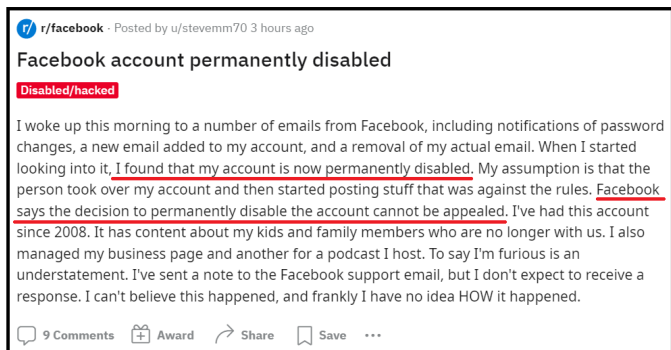 r/ r/facebook · Posted by u/stevemm70 3 hours ago
Facebook account permanently disabled
Disabled/hacked
I woke up this morning to a number of emails from Facebook, including notifications of password
changes, a new email added to my account, and a removal of my actual email. When I started
looking into it, I found that my account is now permanently disabled. My assumption is that the
person took over my account and then started posting stuff that was against the rules. Facebook
says the decision to permanently disable the account cannot be appealed. I've had this account
since 2008. It has content about my kids and family members who are no longer with us. I also
managed my business page and another for a podcast I host. To say I'm furious is an
understatement. I've sent a note to the Facebook support email, but I don't expect to receive a
response. I can't believe this happened, and frankly I have no idea HOW it happened.
9 Comments Award Share Save ...